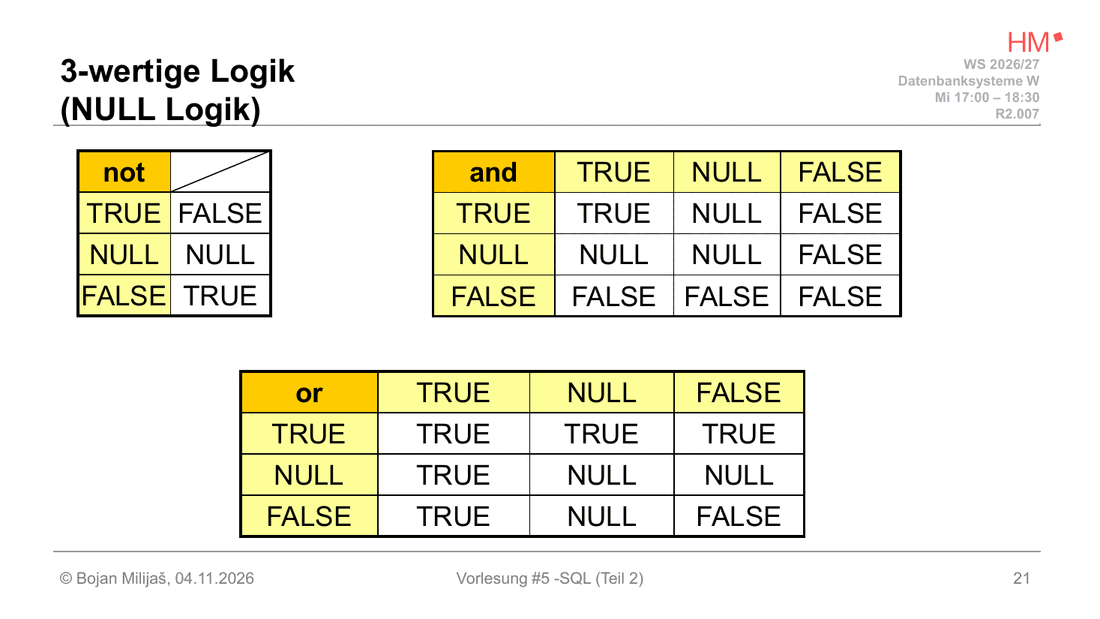 HM
WS 2026/27
Datenbanksysteme W
Mi 17:00 – 18:30
R2.007
3-wertige Logik
(NULL Logik)
not
TRUE FALSE
NULL NULL
FALSE TRUE
and TRUE NULL FALSE
TRUE TRUE NULL FALSE
NULL NULL NULL FALSE
FALSE FALSE FALSE FALSE
or TRUE NULL FALSE
TRUE TRUE TRUE TRUE
NULL TRUE NULL NULL
FALSE TRUE NULL FALSE
© Bojan Milijaš, 04.11.2026 Vorlesung #5 -SQL (Teil 2) 21